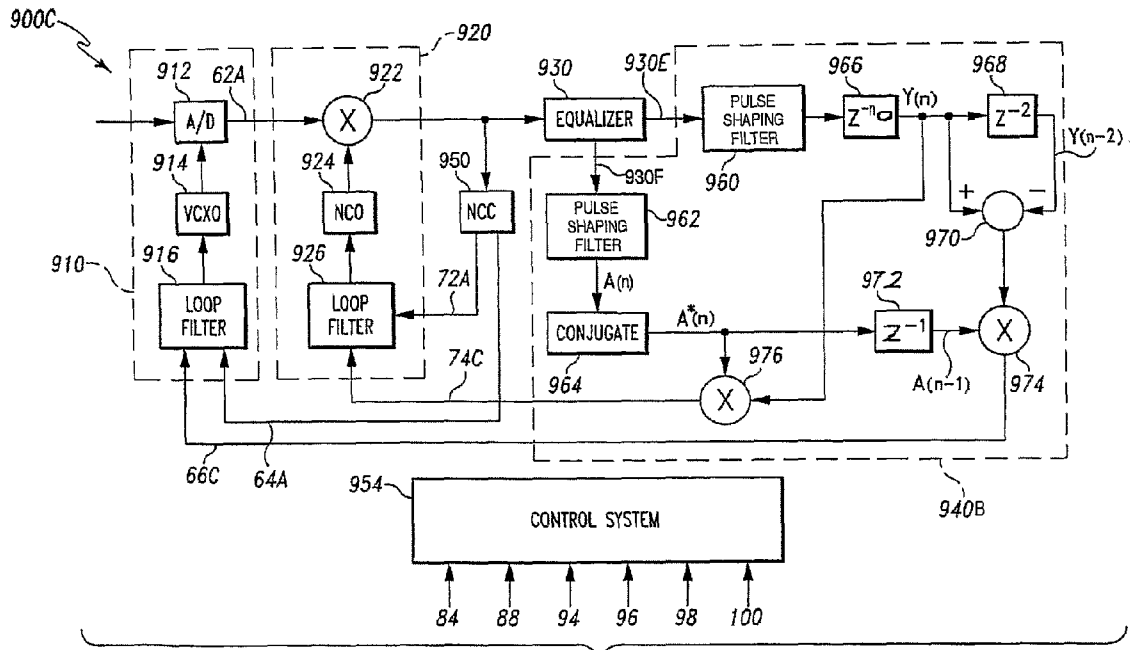 900C
920
912
62A
922
930
930E
966
968
A/D
X
EQUALIZER
PULSE
SHAPING
FILTER
Z⁻ⁿo
Y(n)
Z⁻²
914
924
950
930F
960
Y(n-2)
VCXO
NCO
NCC
PULSE
SHAPING
FILTER
962
+
-
970
916
926
910
LOOP
FILTER
LOOP
FILTER
72A
A(n)
972
CONJUGATE
A*(n)
Z⁻¹
X
964
976
A(n-1)
974
74C
X
66C
64A
954
940B
CONTROL SYSTEM
84
88
94
96
98
100